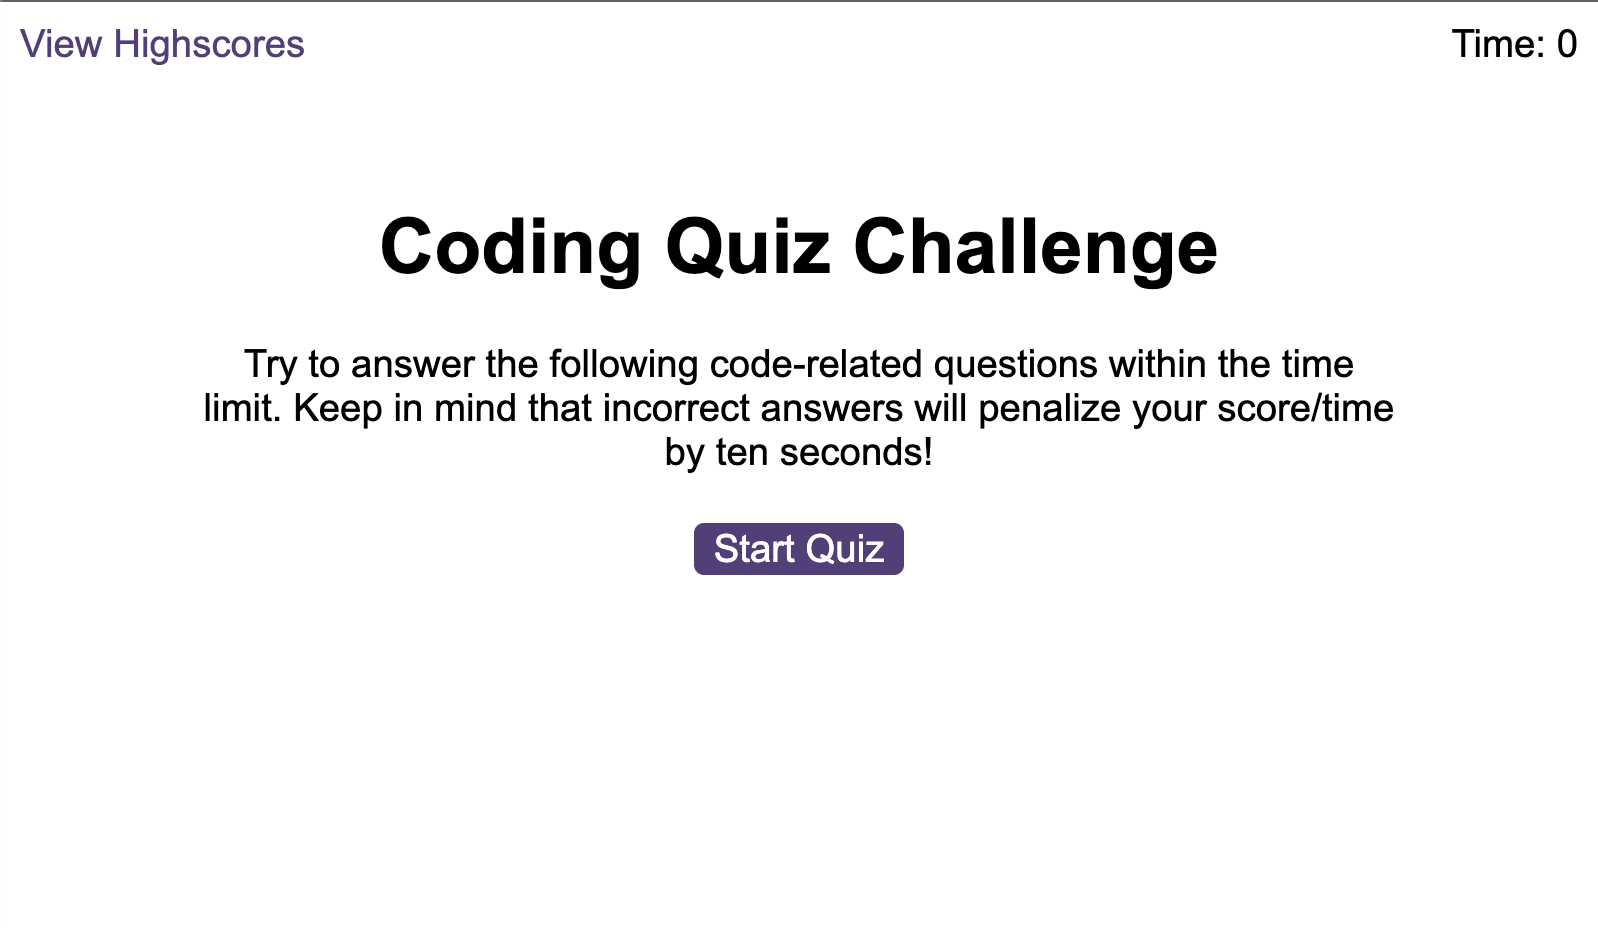 View Highscores
Time: 0
Coding Quiz Challenge
Try to answer the following code-related questions within the time
limit. Keep in mind that incorrect answers will penalize your score/time
by ten seconds!
Start Quiz